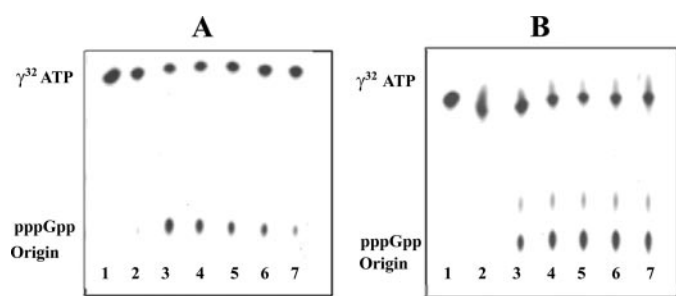 A
B
γ³² ATP
pppGpp
Origin
1 2 3 4 5 6 7
γ³² ATP
pppGpp
Origin
1 2 3 4 5 6 7